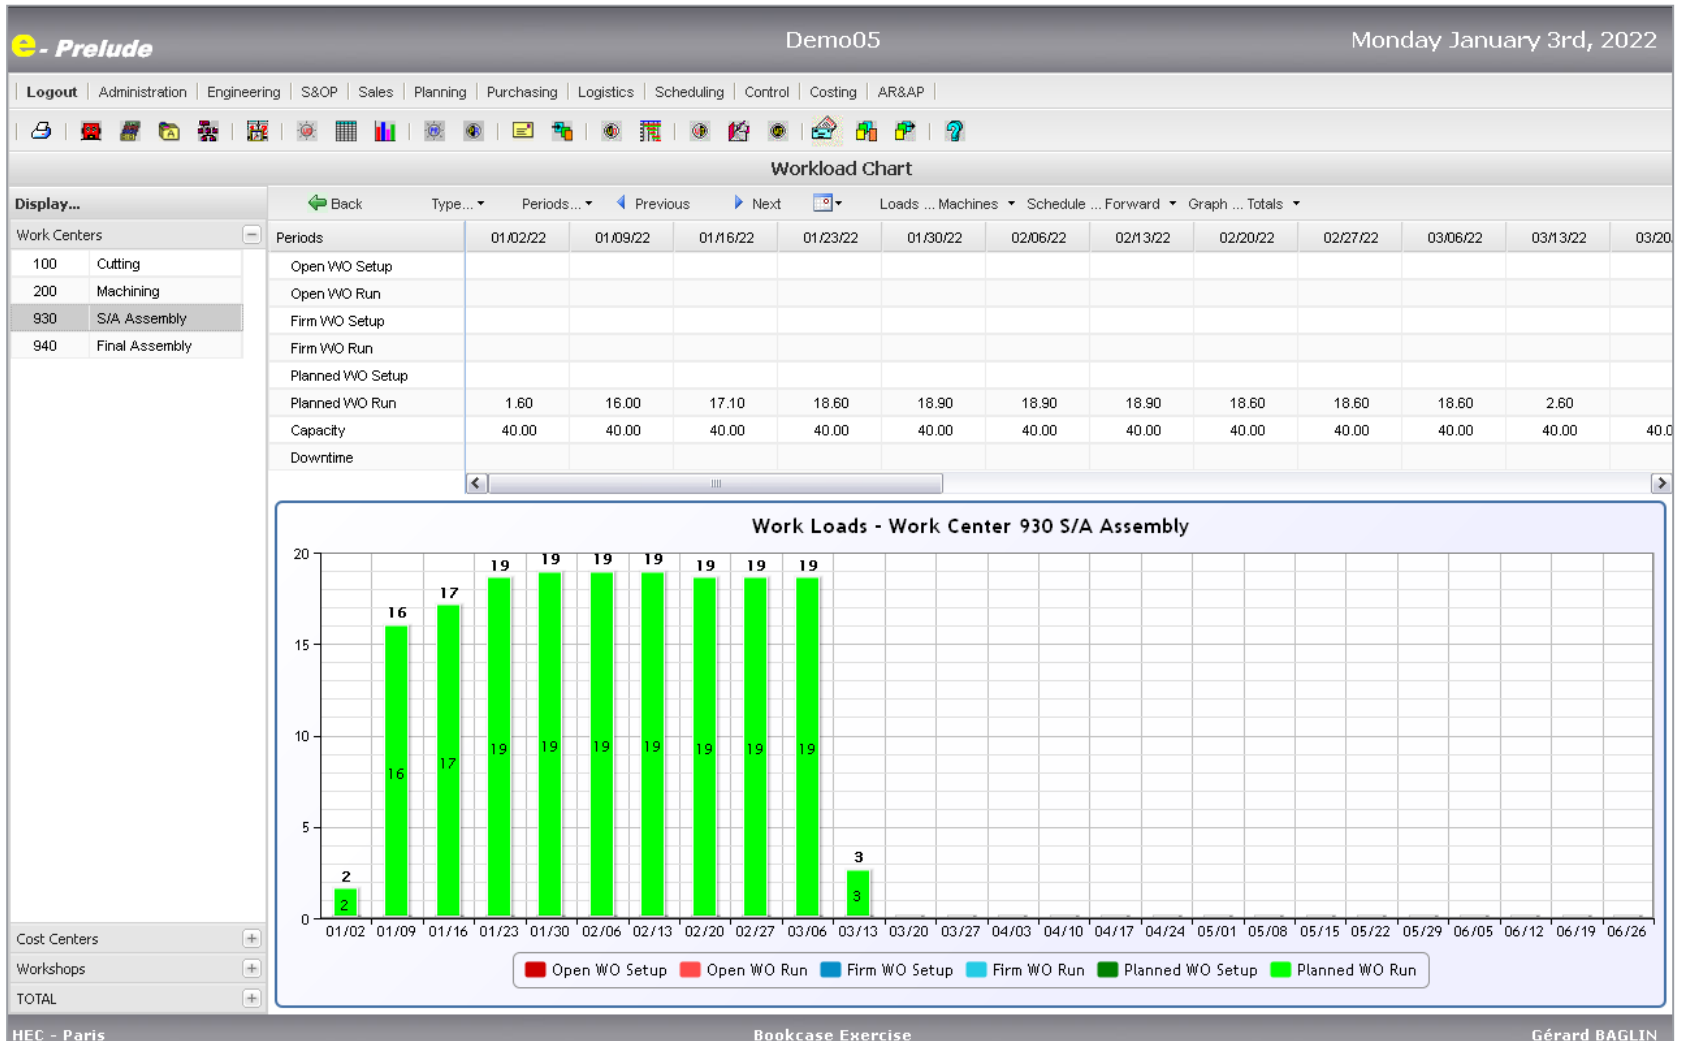 e - Prelude Demo05 Monday January 3rd, 2022
Logout Administration Engineering S&OP Sales Planning Purchasing Logistics Scheduling Control Costing AR&AP
Workload Chart
Display... Back Type... Periods... Previous Next Loads ... Machines Schedule ... Forward Graph ... Totals
Work Centers Periods 01/02/22 01/09/22 01/16/22 01/23/22 01/30/22 02/06/22 02/13/22 02/20/22 02/27/22 03/06/22 03/13/22 03/20
100 Cutting Open WO Setup
200 Machining Open WO Run
930 S/A Assembly Firm WO Setup
940 Final Assembly Firm WO Run
Planned WO Setup
Planned WO Run 1.60 16.00 17.10 18.60 18.90 18.90 18.90 18.60 18.60 18.60 2.60
Capacity 40.00 40.00 40.00 40.00 40.00 40.00 40.00 40.00 40.00 40.00 40.00 40.0
Downtime
Work Loads - Work Center 930 S/A Assembly
20 19 19 19 19 19 19 19
17
16
15
10 19 19 19 19 19 19 19
17
16
5
3
2
3
2
0
01/02 01/09 01/16 01/23 01/30 02/06 02/13 02/20 02/27 03/06 03/13 03/20 03/27 04/03 04/10 04/17 04/24 05/01 05/08 05/15 05/22 05/29 06/05 06/12 06/19 06/26
Cost Centers
Open WO Setup Open WO Run Firm WO Setup Firm WO Run Planned WO Setup Planned WO Run
Workshops
TOTAL
HEC - Paris Bookcase Exercise Gérard BAGLIN